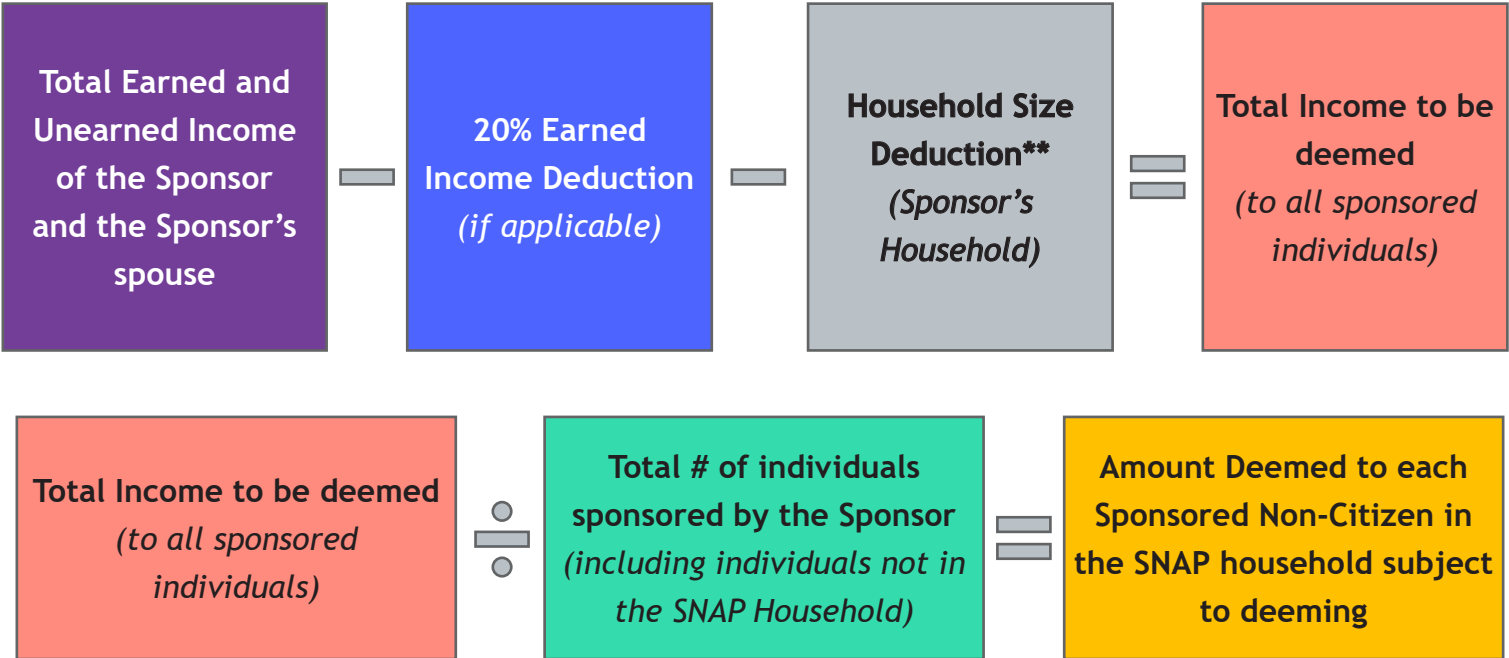 Total Earned and
Unearned Income
of the Sponsor
and the Sponsor’s
spouse
20% Earned
Income Deduction
(if applicable)
Household Size
Deduction**
(Sponsor’s
Household)
Total Income to be
deemed
(to all sponsored
individuals)
Total Income to be deemed
(to all sponsored
individuals)
Total # of individuals
sponsored by the Sponsor
(including individuals not in
the SNAP Household)
Amount Deemed to each
Sponsored Non-Citizen in
the SNAP household subject
to deeming